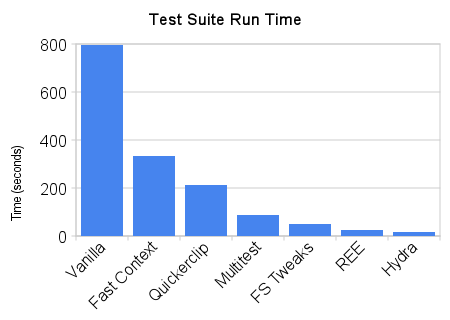 Test Suite Run Time
Time (seconds)
800
600
400
200
0
Vanilla
Fast Context
Quickerclip
Multitest
FS Tweaks
REE
Hydra